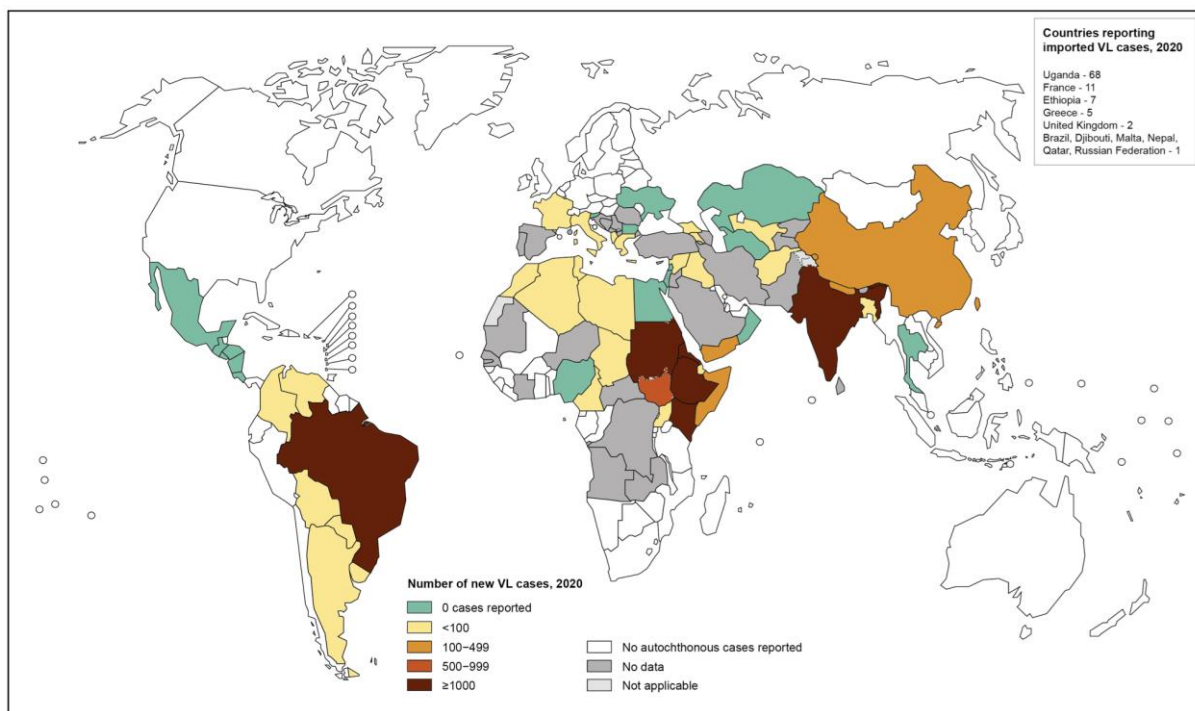 Countries reporting
imported VL cases, 2020
Uganda - 68
France - 11
Ethiopia - 7
Greece - 5
United Kingdom - 2
Brazil, Djibouti, Malta, Nepal,
Qatar, Russian Federation - 1
Number of new VL cases, 2020
0 cases reported
<100
100–499
500–999
≥1000
No autochthonous cases reported
No data
Not applicable